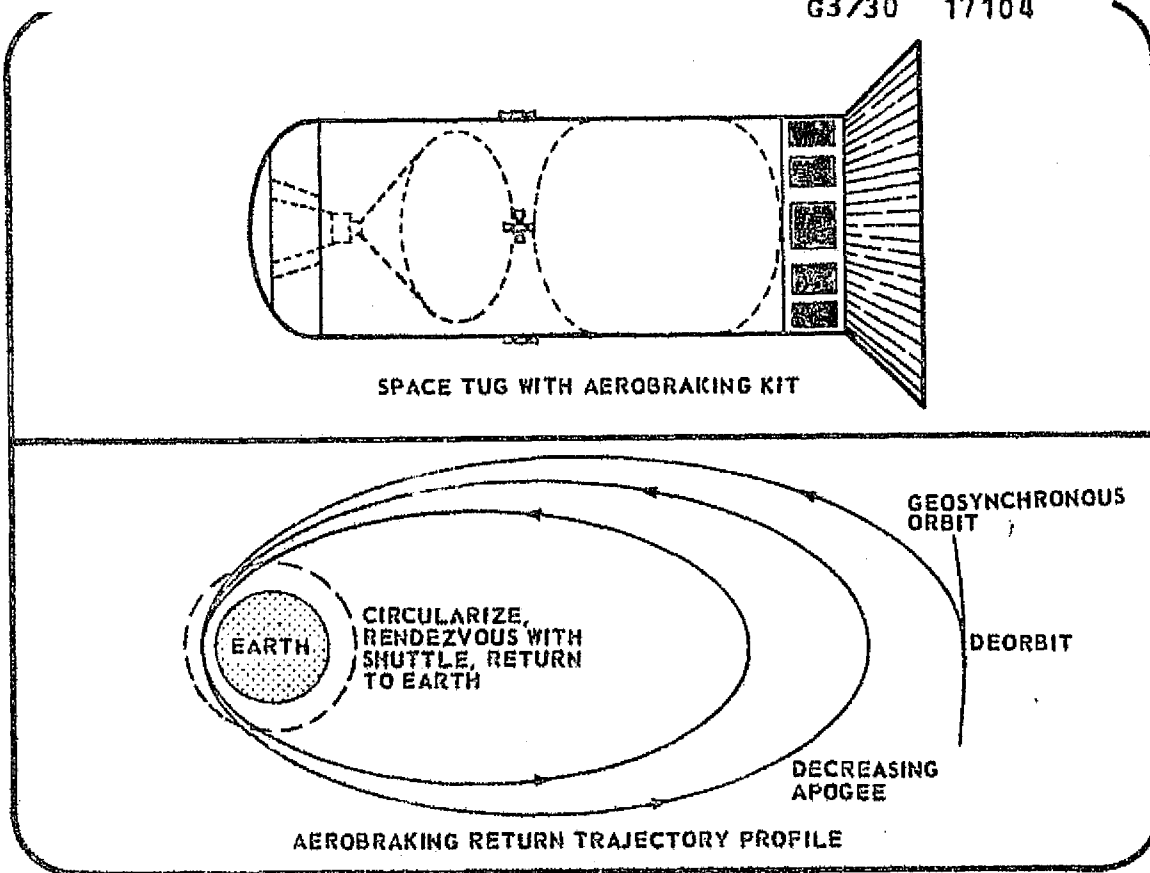 G3/30 17104
SPACE TUG WITH AEROBRAKING KIT
GEOSYNCHRONOUS
ORBIT
CIRCULARIZE,
RENDEZVOUS WITH
SHUTTLE, RETURN
TO EARTH
EARTH
DEORBIT
DECREASING
APOGEE
AEROBRAKING RETURN TRAJECTORY PROFILE